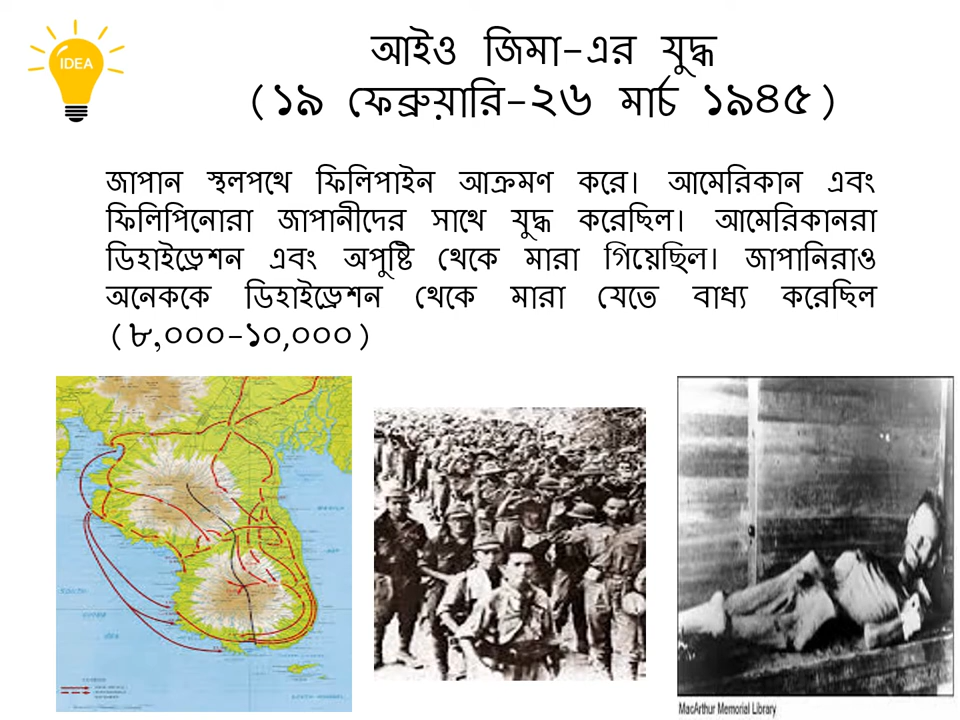 IDEA
আইও জিমা-এর যুদ্ধ
(১৯ ফেব্রুয়ারি-২৬ মার্চ ১৯৪৫)
জাপান স্থলপথে ফিলিপাইন আক্রমণ করে। আমেরিকান এবং
ফিলিপিনোরা জাপানীদের সাথে যুদ্ধ করেছিল। আমেরিকানরা
ডিহাইড্রেশন এবং অপুষ্টি থেকে মারা গিয়েছিল। জাপানিরাও
অনেককে ডিহাইড্রেশন থেকে মারা যেতে বাধ্য করেছিল
(৮,০০০-১০,০০০)
MacArthur Memorial Library